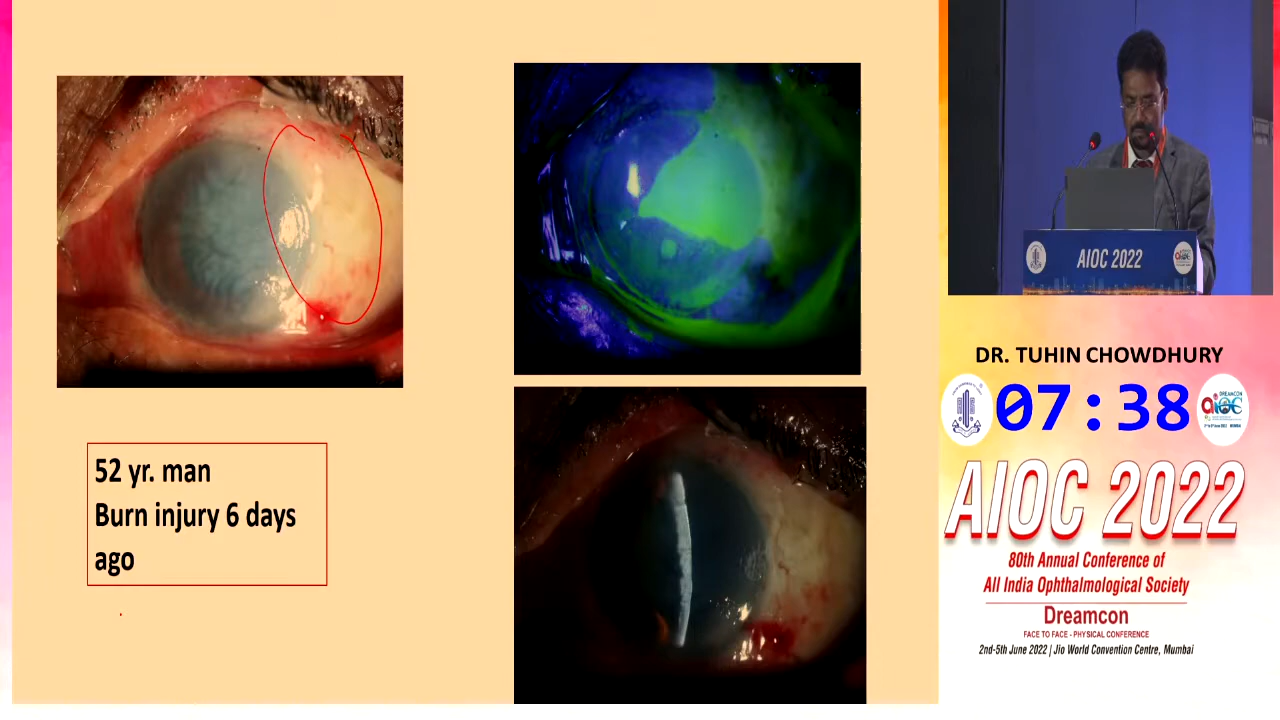 52 yr. man
Burn injury 6 days
ago
AIOC 2022
DR. TUHIN CHOWDHURY
07:38
DREAMCON
aioc
AIOC 2022
80th Annual Conference of
All India Ophthalmological Society
Dreamcon
FACE TO FACE - PHYSICAL CONFERENCE
2nd-5th June 2022 | Jio World Convention Centre, Mumbai